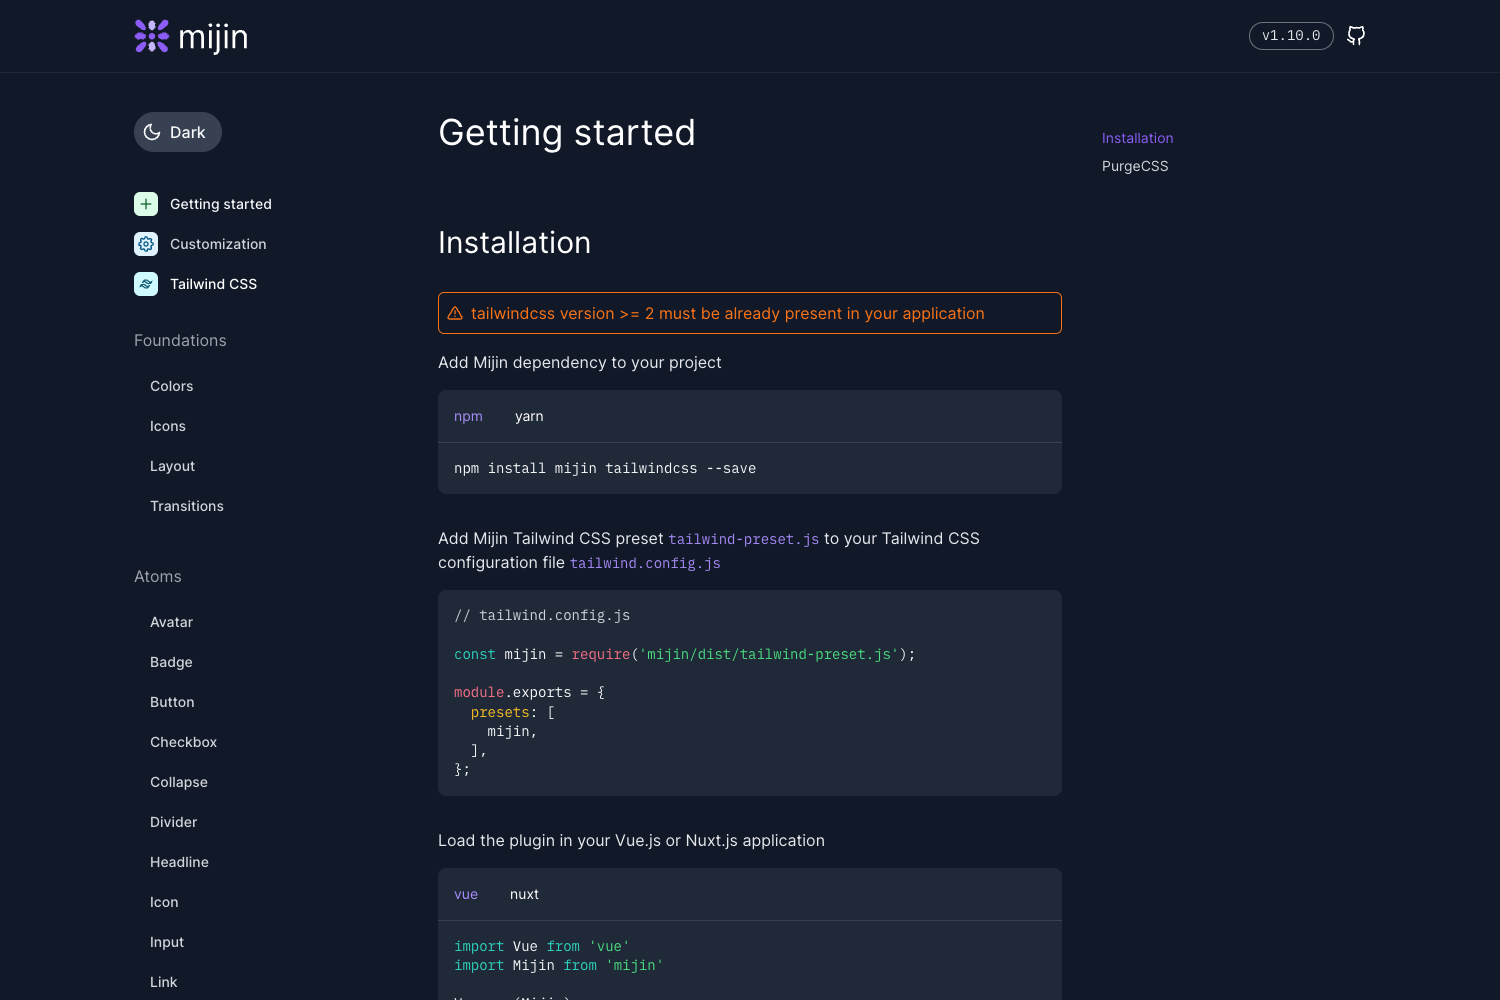 mijin
v1.10.0
Dark
Getting started
Customization
Tailwind CSS
Foundations
Colors
Icons
Layout
Transitions
Atoms
Avatar
Badge
Button
Checkbox
Collapse
Divider
Headline
Icon
Input
Link
Getting started
Installation
tailwindcss version >= 2 must be already present in your application
Add Mijin dependency to your project
npm yarn
npm install mijin tailwindcss --save
Add Mijin Tailwind CSS preset tailwind-preset.js to your Tailwind CSS
configuration file tailwind.config.js
// tailwind.config.js
const mijin = require('mijin/dist/tailwind-preset.js');
module.exports = {
  presets: [
    mijin,
  ],
};
Load the plugin in your Vue.js or Nuxt.js application
vue nuxt
import Vue from 'vue'
import Mijin from 'mijin'
Installation
PurgeCSS